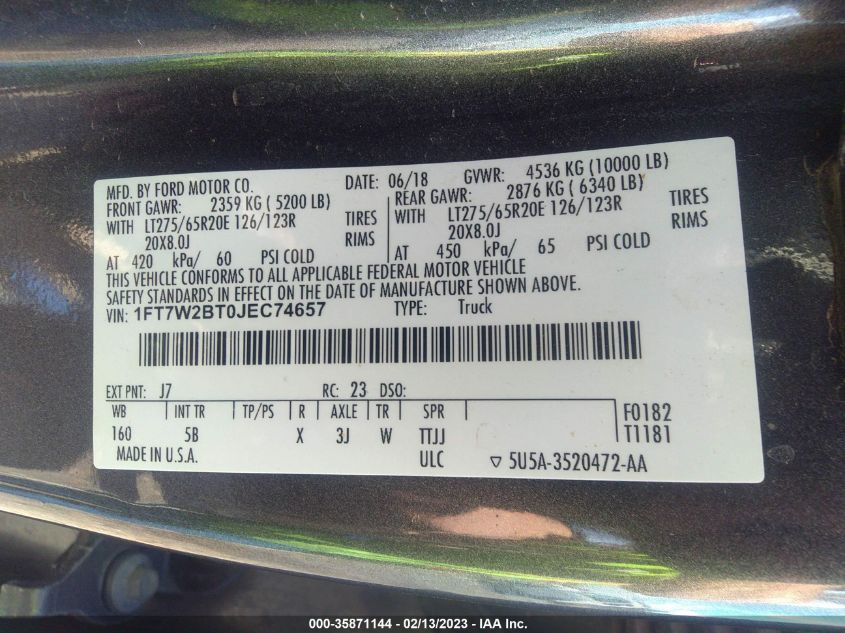 MFD. BY FORD MOTOR CO. DATE: 06/18 GVWR: 4536 KG (10000 LB)
FRONT GAWR: 2359 KG ( 5200 LB) REAR GAWR: 2876 KG ( 6340 LB)
WITH LT275/65R20E 126/123R TIRES WITH LT275/65R20E 126/123R TIRES
20X8.0J RIMS 20X8.0J RIMS
AT 420 kPa/ 60 PSI COLD AT 450 kPa/ 65 PSI COLD
THIS VEHICLE CONFORMS TO ALL APPLICABLE FEDERAL MOTOR VEHICLE
SAFETY STANDARDS IN EFFECT ON THE DATE OF MANUFACTURE SHOWN ABOVE.
VIN: 1FT7W2BT0JEC74657 TYPE: Truck
EXT PNT: J7 RC: 23 DSO:
WB INT TR TP/PS R AXLE TR SPR F0182
160 5B X 3J W TTJJ T1181
MADE IN U.S.A. ULC 5U5A-3520472-AA
000-35871144 - 02/13/2023 - IAA Inc.